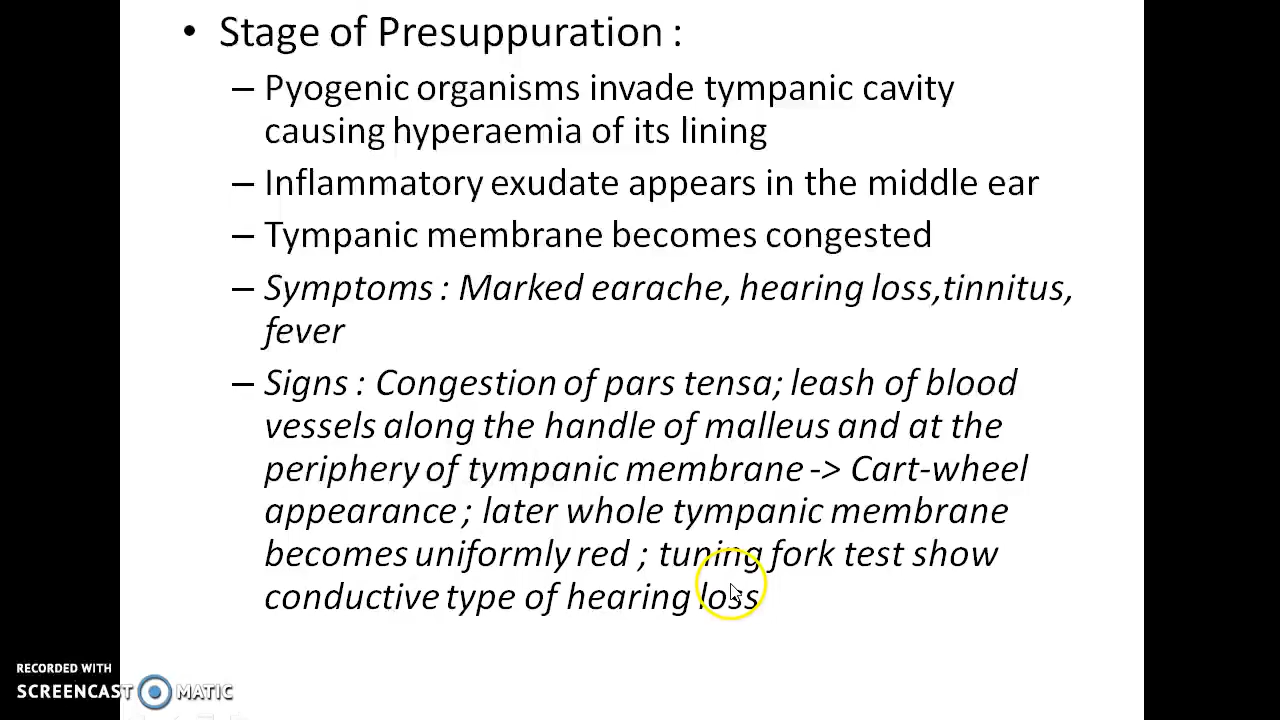 • Stage of Presuppuration :
– Pyogenic organisms invade tympanic cavity
causing hyperaemia of its lining
– Inflammatory exudate appears in the middle ear
– Tympanic membrane becomes congested
– Symptoms : Marked earache, hearing loss,tinnitus,
fever
– Signs : Congestion of pars tensa; leash of blood
vessels along the handle of malleus and at the
periphery of tympanic membrane -> Cart-wheel
appearance ; later whole tympanic membrane
becomes uniformly red ; tuning fork test show
conductive type of hearing loss
RECORDED WITH
SCREENCAST MATIC